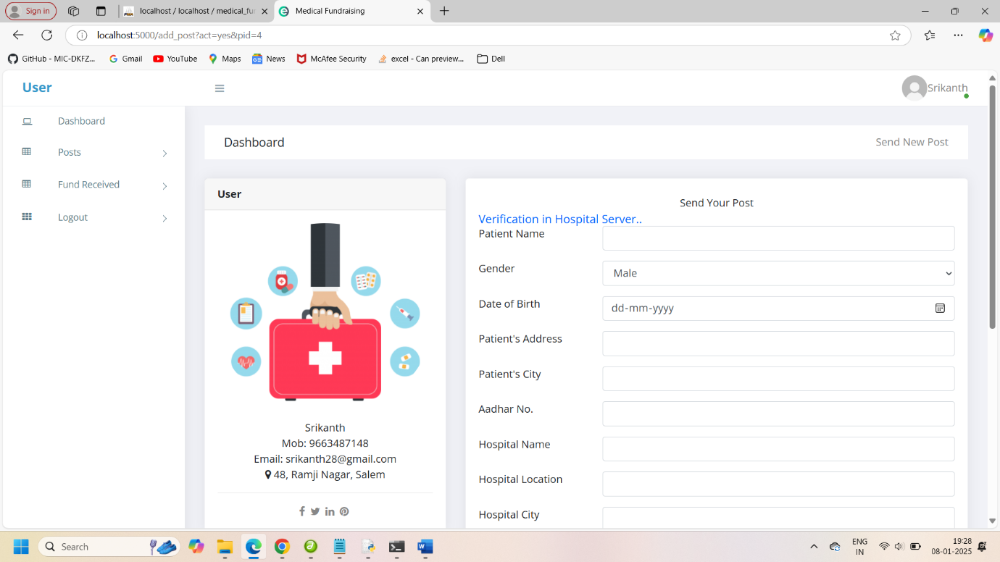 Sign in
localhost / localhost / medical_fun
Medical Fundraising
localhost:5000/add_post?act=yes&pid=4
GitHub - MIC-DKFZ...
Gmail
YouTube
Maps
News
McAfee Security
excel - Can preview...
Dell
User
Srikanth
Dashboard
Posts
Fund Received
Logout
Dashboard
Send New Post
User
Srikanth
Mob: 9663487148
Email: srikanth28@gmail.com
48, Ramji Nagar, Salem
Send Your Post
Verification in Hospital Server..
Patient Name
Gender
Male
Date of Birth
dd-mm-yyyy
Patient's Address
Patient's City
Aadhar No.
Hospital Name
Hospital Location
Hospital City
Search
ENG
IN
19:28
08-01-2025